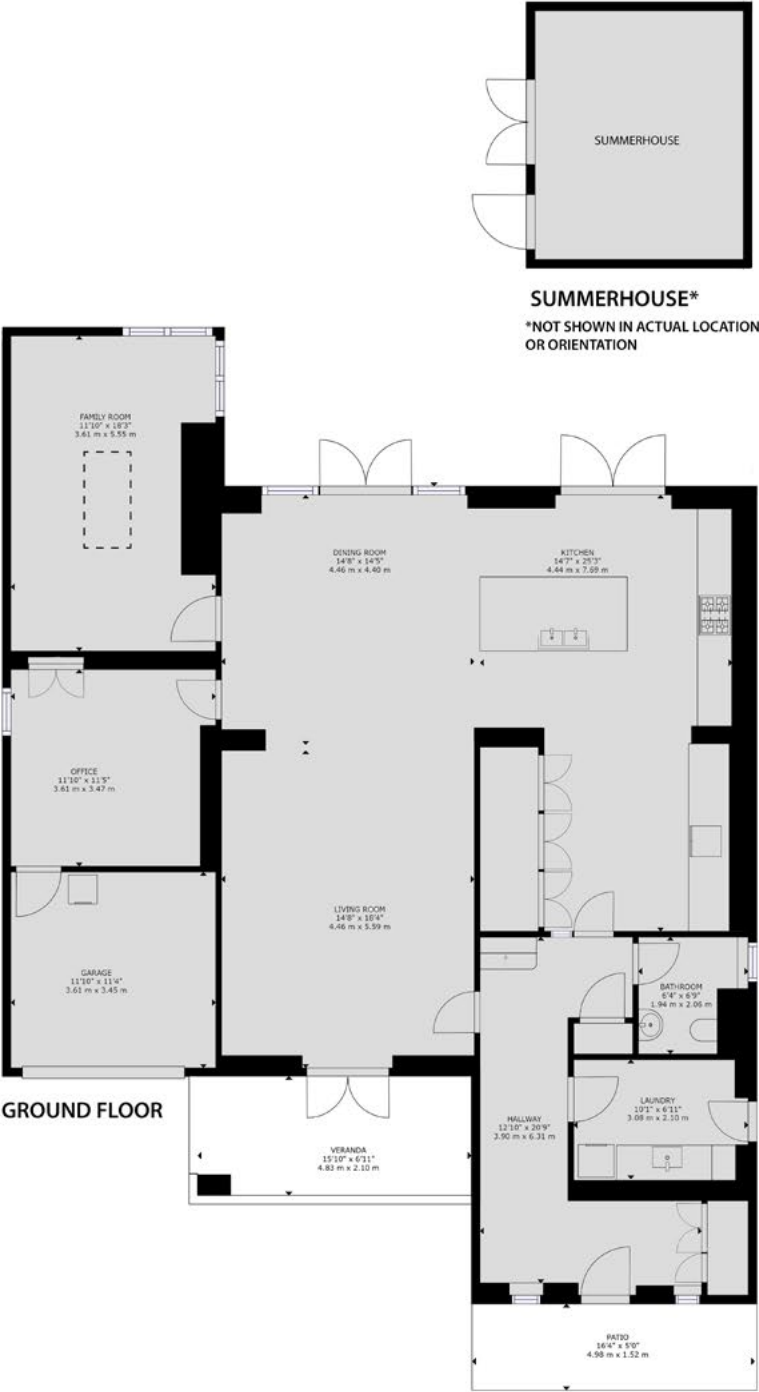 SUMMERHOUSE
SUMMERHOUSE*
*NOT SHOWN IN ACTUAL LOCATION
OR ORIENTATION
FAMILY ROOM
11'10" x 18'3"
3.61 m x 5.55 m
DINING ROOM
14'8" x 14'5"
4.46 m x 4.40 m
KITCHEN
14'7" x 25'3"
4.44 m x 7.69 m
OFFICE
11'10" x 11'5"
3.61 m x 3.47 m
LIVING ROOM
14'8" x 18'4"
4.46 m x 5.59 m
GARAGE
11'10" x 11'4"
3.61 m x 3.45 m
BATHROOM
6'4" x 6'9"
1.94 m x 2.06 m
GROUND FLOOR
LAUNDRY
10'1" x 6'11"
3.08 m x 2.10 m
HALLWAY
12'10" x 20'9"
3.90 m x 6.31 m
VERANDA
15'10" x 6'11"
4.83 m x 2.10 m
PATIO
16'4" x 5'0"
4.98 m x 1.52 m